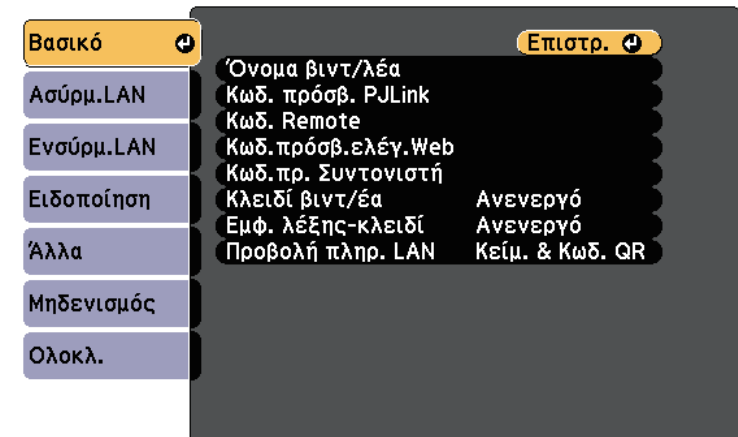 Βασικό
Ασύρμ.LAN
Ενσύρμ.LAN
Ειδοποίηση
Άλλα
Μηδενισμός
Ολοκλ.
Επιστρ.
Όνομα βιντ/λέα
Κωδ. πρόσβ. PJLink
Κωδ. Remote
Κωδ.πρόσβ.ελέγ.Web
Κωδ.πρ. Συντονιστή
Κλειδί βιντ/έα Ανενεργό
Εμφ. λέξης-κλειδί Ανενεργό
Προβολή πληρ. LAN Κείμ. & Κωδ. QR